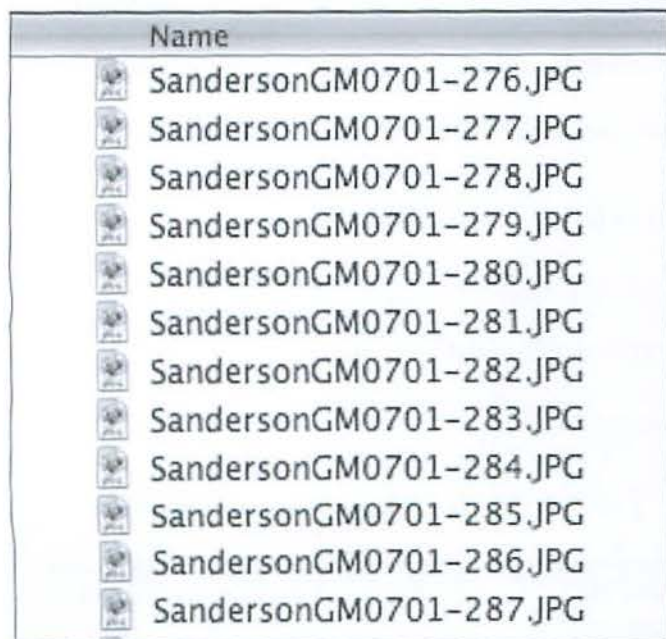 Name
SandersonGM0701-276.JPG
SandersonGM0701-277.JPG
SandersonGM0701-278.JPG
SandersonGM0701-279.JPG
SandersonGM0701-280.JPG
SandersonGM0701-281.JPG
SandersonGM0701-282.JPG
SandersonGM0701-283.JPG
SandersonGM0701-284.JPG
SandersonGM0701-285.JPG
SandersonGM0701-286.JPG
SandersonGM0701-287.JPG